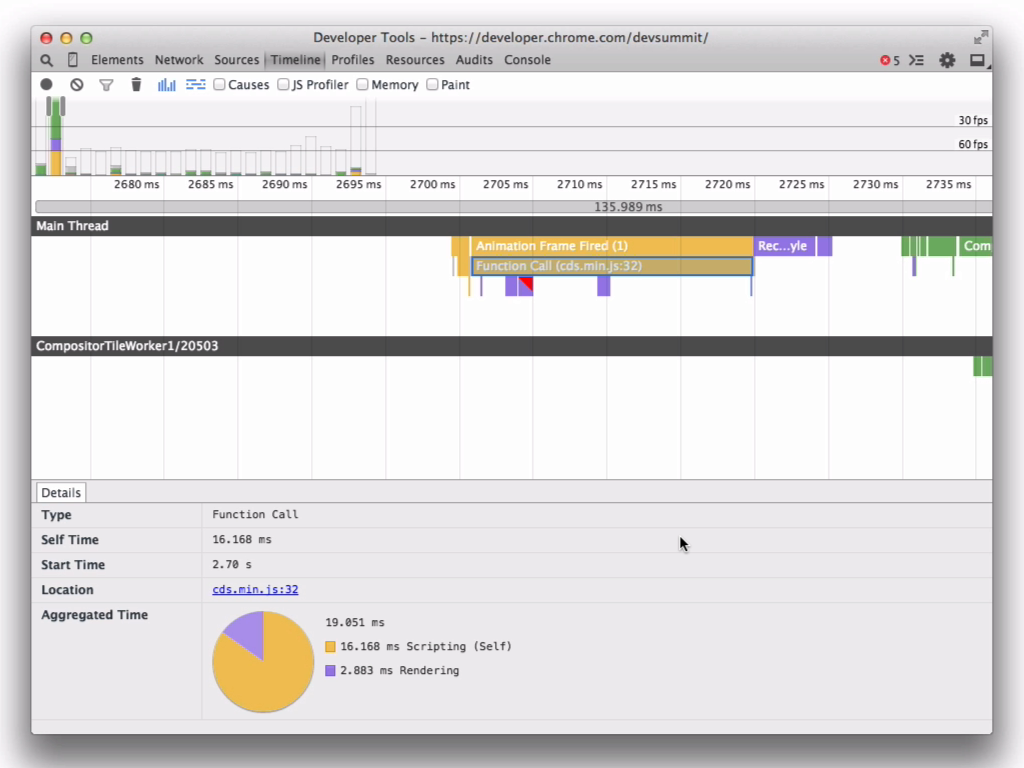 Developer Tools - https://developer.chrome.com/devsummit/
Elements Network Sources Timeline Profiles Resources Audits Console 5
Causes JS Profiler Memory Paint
30 fps
60 fps
2680 ms 2685 ms 2690 ms 2695 ms 2700 ms 2705 ms 2710 ms 2715 ms 2720 ms 2725 ms 2730 ms 2735 ms
135.989 ms
Main Thread
Animation Frame Fired (1) Rec...yle Com
Function Call (cds.min.js:32)
CompositorTileWorker1/20503
Details
Type Function Call
Self Time 16.168 ms
Start Time 2.70 s
Location cds.min.js:32
Aggregated Time
19.051 ms
16.168 ms Scripting (Self)
2.883 ms Rendering